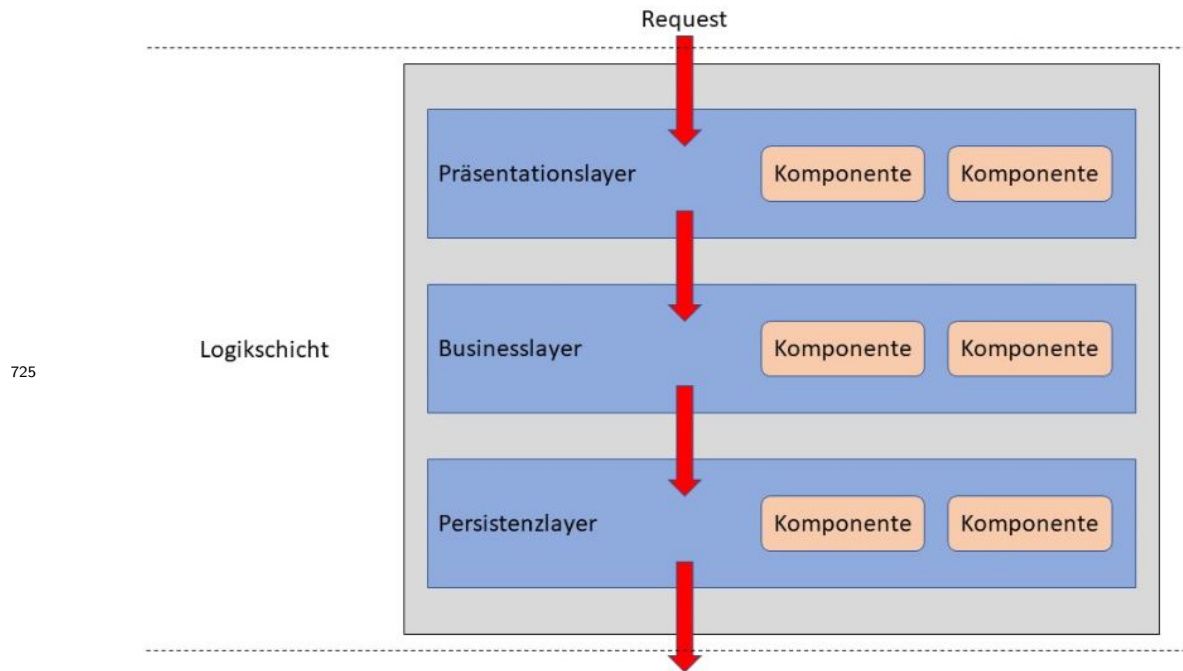 Request
Präsentationslayer Komponente Komponente
Logikschicht Businesslayer Komponente Komponente
725
Persistenzlayer Komponente Komponente